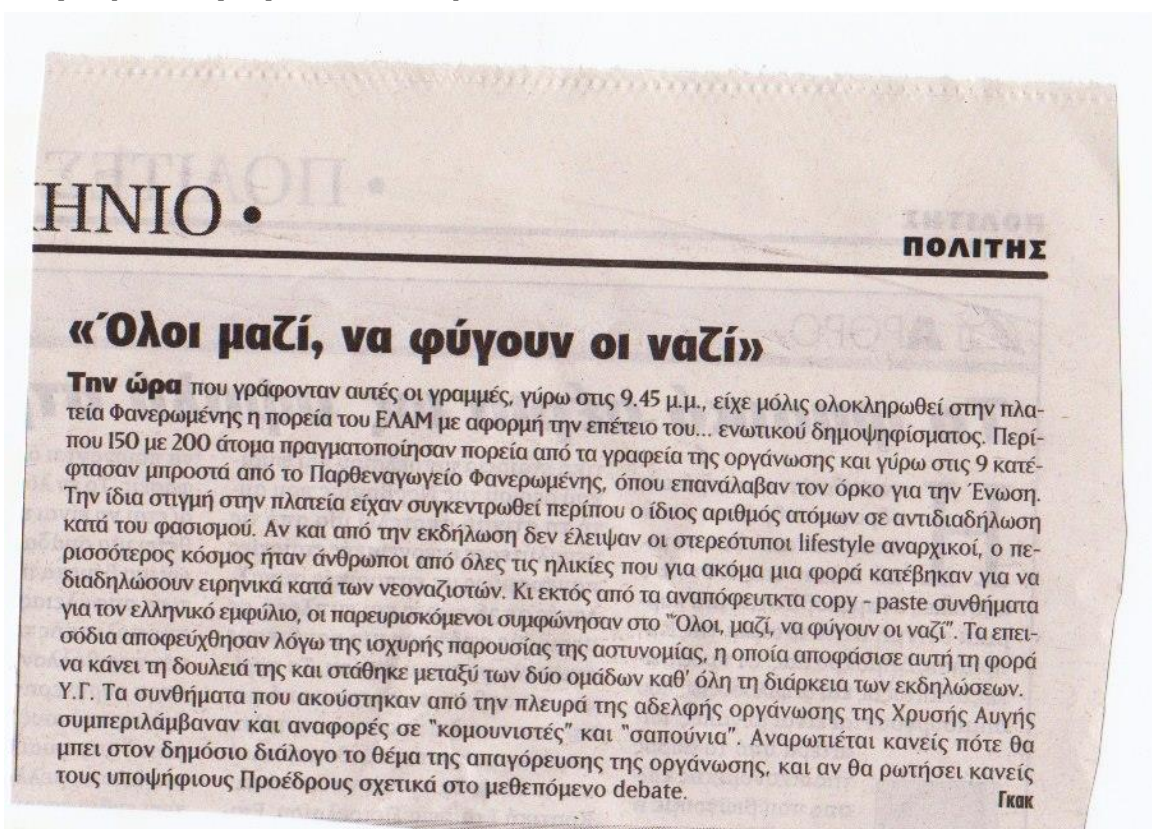 ΗΝΙΟ •
ΠΟΛΙΤΗΣ
«Όλοι μαζί, να φύγουν οι ναζί»
Την ώρα που γράφονταν αυτές οι γραμμές, γύρω στις 9.45 μ.μ., είχε μόλις ολοκληρωθεί στην πλα-
τεία Φανερωμένης η πορεία του ΕΛΑΜ με αφορμή την επέτειο του... ενωτικού δημοψηφίσματος. Περί-
που 150 με 200 άτομα πραγματοποίησαν πορεία από τα γραφεία της οργάνωσης και γύρω στις 9 κατέ-
φτασαν μπροστά από το Παρθεναγωγείο Φανερωμένης, όπου επανάλαβαν τον όρκο για την Ένωση.
Την ίδια στιγμή στην πλατεία είχαν συγκεντρωθεί περίπου ο ίδιος αριθμός ατόμων σε αντιδιαδήλωση
κατά του φασισμού. Αν και από την εκδήλωση δεν έλειψαν οι στερεότυποι lifestyle αναρχικοί, ο πε-
ρισσότερος κόσμος ήταν άνθρωποι από όλες τις ηλικίες που για ακόμα μια φορά κατέβηκαν για να
διαδηλώσουν ειρηνικά κατά των νεοναζιστών. Κι εκτός από τα αναπόφευτκτα copy - paste συνθήματα
για τον ελληνικό εμφύλιο, οι παρευρισκόμενοι συμφώνησαν στο "Όλοι, μαζί, να φύγουν οι ναζί". Τα επει-
σόδια αποφεύχθησαν λόγω της ισχυρής παρουσίας της αστυνομίας, η οποία αποφάσισε αυτή τη φορά
να κάνει τη δουλειά της και στάθηκε μεταξύ των δύο ομάδων καθ' όλη τη διάρκεια των εκδηλώσεων.
Υ.Γ. Τα συνθήματα που ακούστηκαν από την πλευρά της αδελφής οργάνωσης της Χρυσής Αυγής
συμπεριλάμβαναν και αναφορές σε "κομουνιστές" και "σαπούνια". Αναρωτιέται κανείς πότε θα
μπει στον δημόσιο διάλογο το θέμα της απαγόρευσης της οργάνωσης, και αν θα ρωτήσει κανείς
τους υποψήφιους Προέδρους σχετικά στο μεθεπόμενο debate.
Γκακ